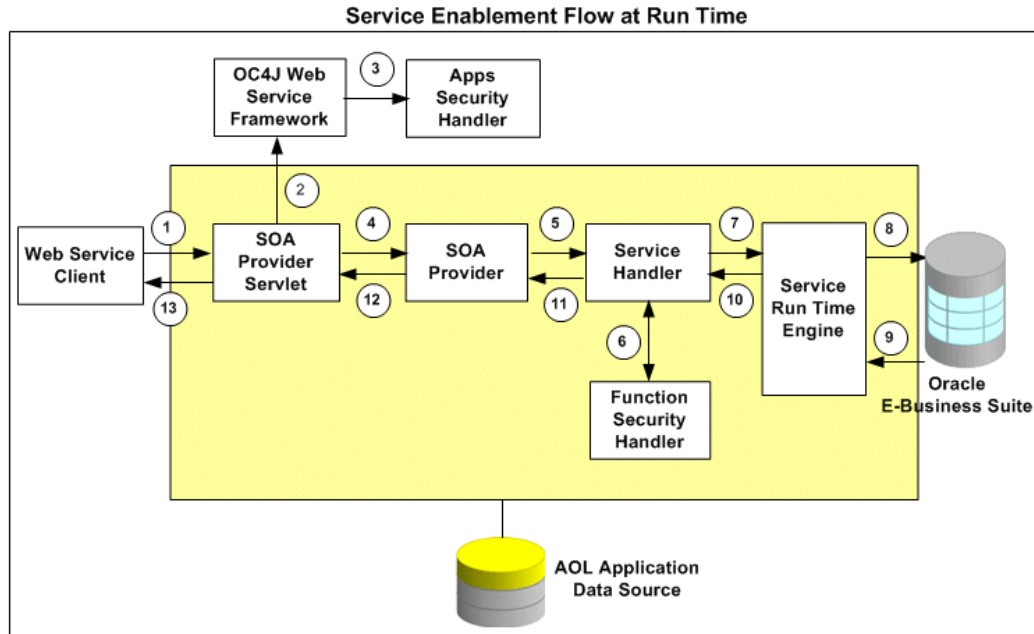 Service Enablement Flow at Run Time
OC4J Web
Service
Framework
3
Apps
Security
Handler
2
1
Web Service
Client
13
SOA
Provider
Servlet
4
12
SOA
Provider
5
11
Service
Handler
7
10
6
Function
Security
Handler
Service
Run Time
Engine
8
9
Oracle
E-Business Suite
AOL Application
Data Source